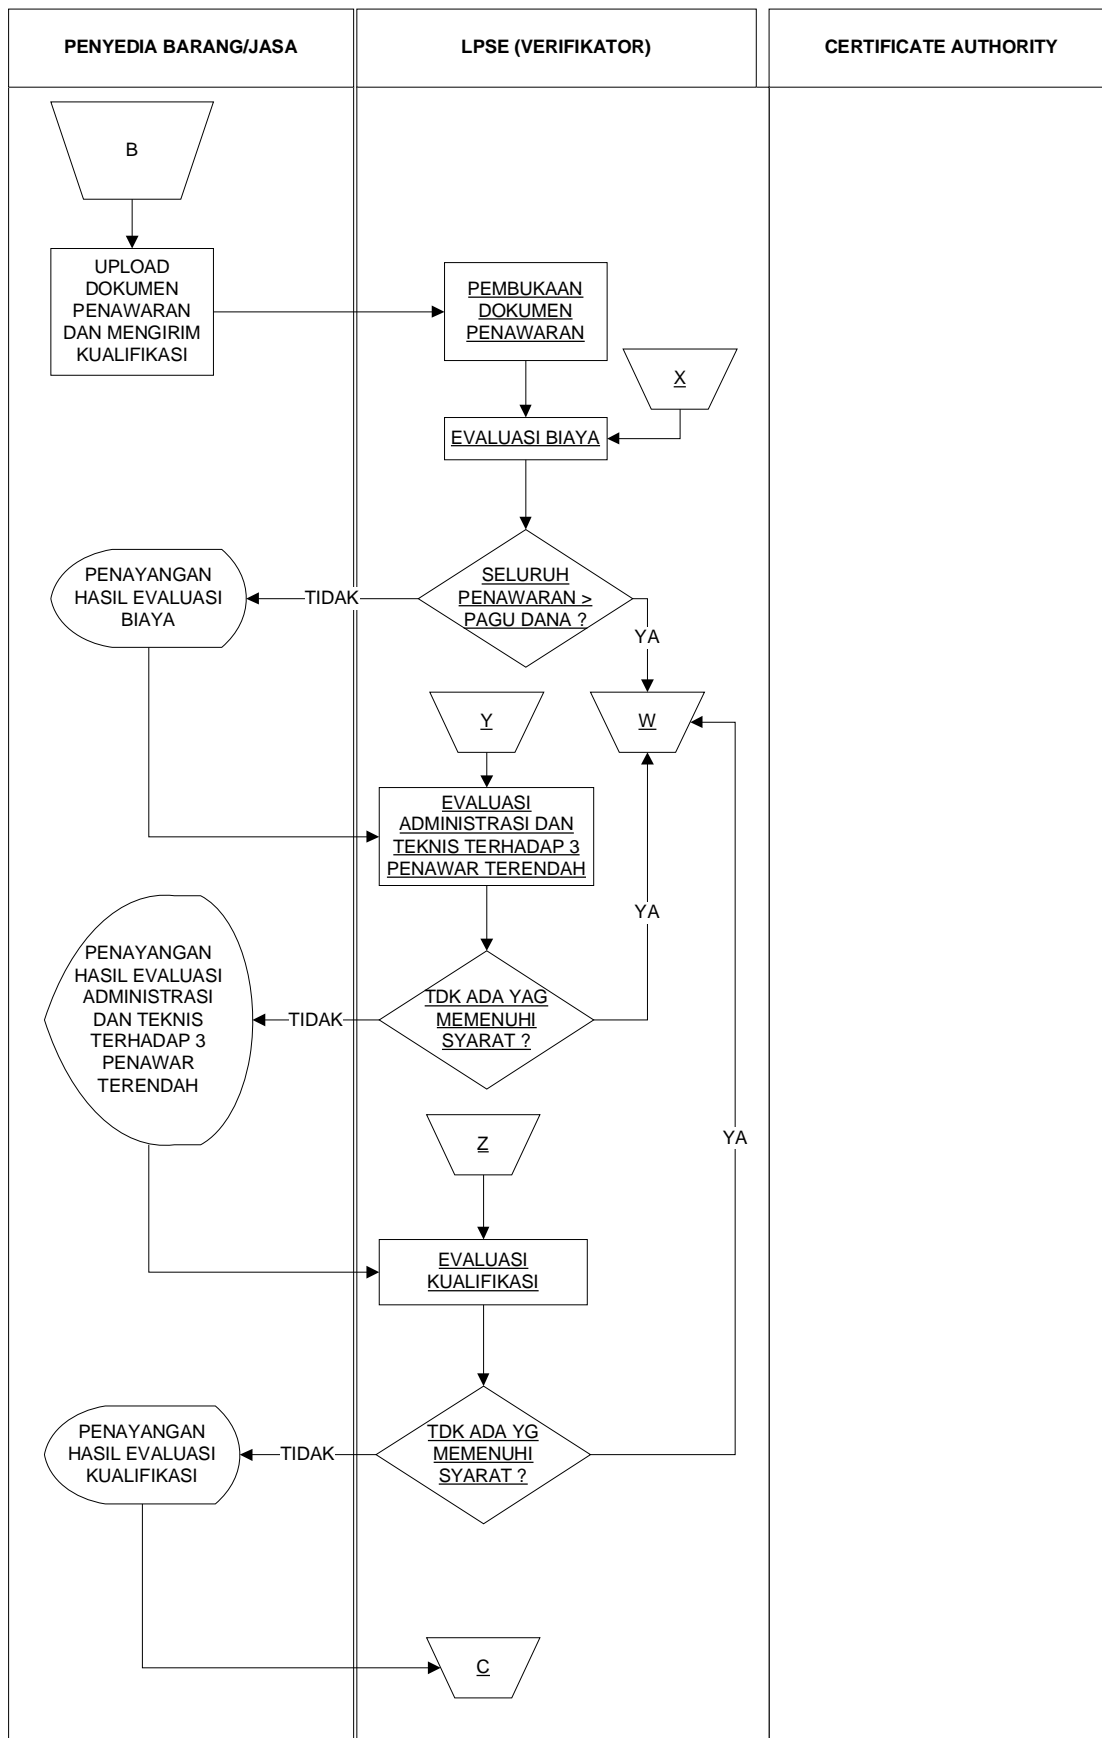 PENYEDIA BARANG/JASA
LPSE (VERIFIKATOR)
CERTIFICATE AUTHORITY
B
UPLOAD
DOKUMEN
PENAWARAN
DAN MENGIRIM
KUALIFIKASI
PEMBUKAAN
DOKUMEN
PENAWARAN
X
EVALUASI BIAYA
SELURUH
PENAWARAN >
PAGU DANA ?
TIDAK
YA
PENAYANGAN
HASIL EVALUASI
BIAYA
Y
W
EVALUASI
ADMINISTRASI DAN
TEKNIS TERHADAP 3
PENAWAR TERENDAH
YA
TDK ADA YAG
MEMENUHI
SYARAT ?
TIDAK
PENAYANGAN
HASIL EVALUASI
ADMINISTRASI
DAN TEKNIS
TERHADAP 3
PENAWAR
TERENDAH
Z
YA
EVALUASI
KUALIFIKASI
TDK ADA YG
MEMENUHI
SYARAT ?
TIDAK
PENAYANGAN
HASIL EVALUASI
KUALIFIKASI
C